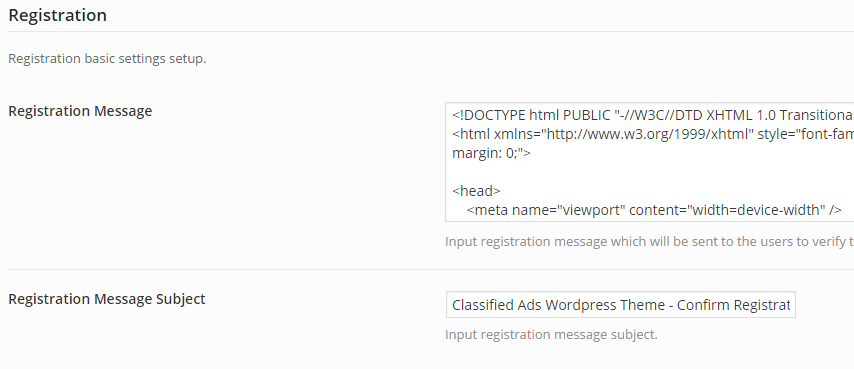 Registration
Registration basic settings setup.
Registration Message
<!DOCTYPE html PUBLIC "-//W3C//DTD XHTML 1.0 Transitiona
<html xmlns="http://www.w3.org/1999/xhtml" style="font-fam
margin: 0;">
<head>
<meta name="viewport" content="width=device-width" />
Input registration message which will be sent to the users to verify t
Registration Message Subject
Classified Ads Wordpress Theme - Confirm Registrat
Input registration message subject.